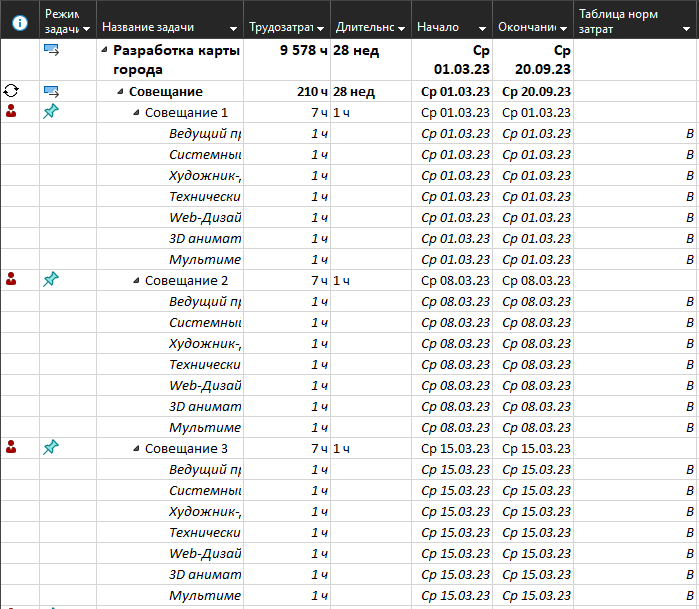 Режим задачи Название задачи Трудозатрат Длительнос Начало Окончание Таблица норм затрат
Разработка карты города 9 578 ч 28 нед Ср 01.03.23 Ср 20.09.23
Совещание 210 ч 28 нед Ср 01.03.23 Ср 20.09.23
Совещание 1 7 ч 1 ч Ср 01.03.23 Ср 01.03.23
Ведущий пр 1 ч Ср 01.03.23 Ср 01.03.23 B
Системный 1 ч Ср 01.03.23 Ср 01.03.23 B
Художник-д 1 ч Ср 01.03.23 Ср 01.03.23 B
Технически 1 ч Ср 01.03.23 Ср 01.03.23 B
Web-Дизай 1 ч Ср 01.03.23 Ср 01.03.23 B
3D анимат 1 ч Ср 01.03.23 Ср 01.03.23 B
Мультиме 1 ч Ср 01.03.23 Ср 01.03.23 B
Совещание 2 7 ч 1 ч Ср 08.03.23 Ср 08.03.23
Ведущий пр 1 ч Ср 08.03.23 Ср 08.03.23 B
Системный 1 ч Ср 08.03.23 Ср 08.03.23 B
Художник-д 1 ч Ср 08.03.23 Ср 08.03.23 B
Технически 1 ч Ср 08.03.23 Ср 08.03.23 B
Web-Дизай 1 ч Ср 08.03.23 Ср 08.03.23 B
3D анимат 1 ч Ср 08.03.23 Ср 08.03.23 B
Мультиме 1 ч Ср 08.03.23 Ср 08.03.23 B
Совещание 3 7 ч 1 ч Ср 15.03.23 Ср 15.03.23
Ведущий пр 1 ч Ср 15.03.23 Ср 15.03.23 B
Системный 1 ч Ср 15.03.23 Ср 15.03.23 B
Художник-д 1 ч Ср 15.03.23 Ср 15.03.23 B
Технически 1 ч Ср 15.03.23 Ср 15.03.23 B
Web-Дизай 1 ч Ср 15.03.23 Ср 15.03.23 B
3D анимат 1 ч Ср 15.03.23 Ср 15.03.23 B
Мультиме 1 ч Ср 15.03.23 Ср 15.03.23 B